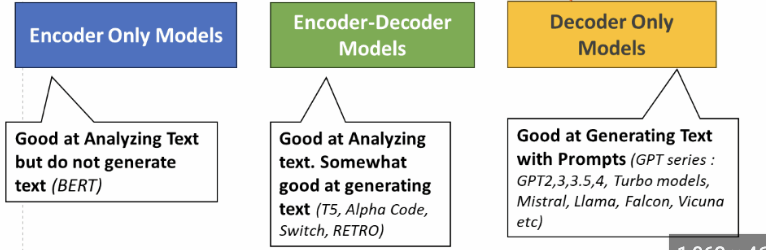 Encoder Only Models
Encoder-Decoder
Models
Decoder Only
Models
Good at Analyzing Text
but do not generate
text (BERT)
Good at Analyzing
text. Somewhat
good at generating
text (T5, Alpha Code,
Switch, RETRO)
Good at Generating Text
with Prompts (GPT series :
GPT2,3,3.5,4, Turbo models,
Mistral, Llama, Falcon, Vicuna
etc)